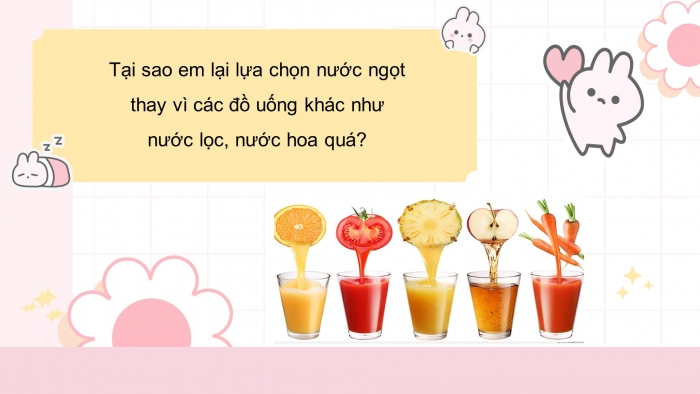 Tại sao em lại lựa chọn nước ngọt
thay vì các đồ uống khác như
nước lọc, nước hoa quả?
z z
z